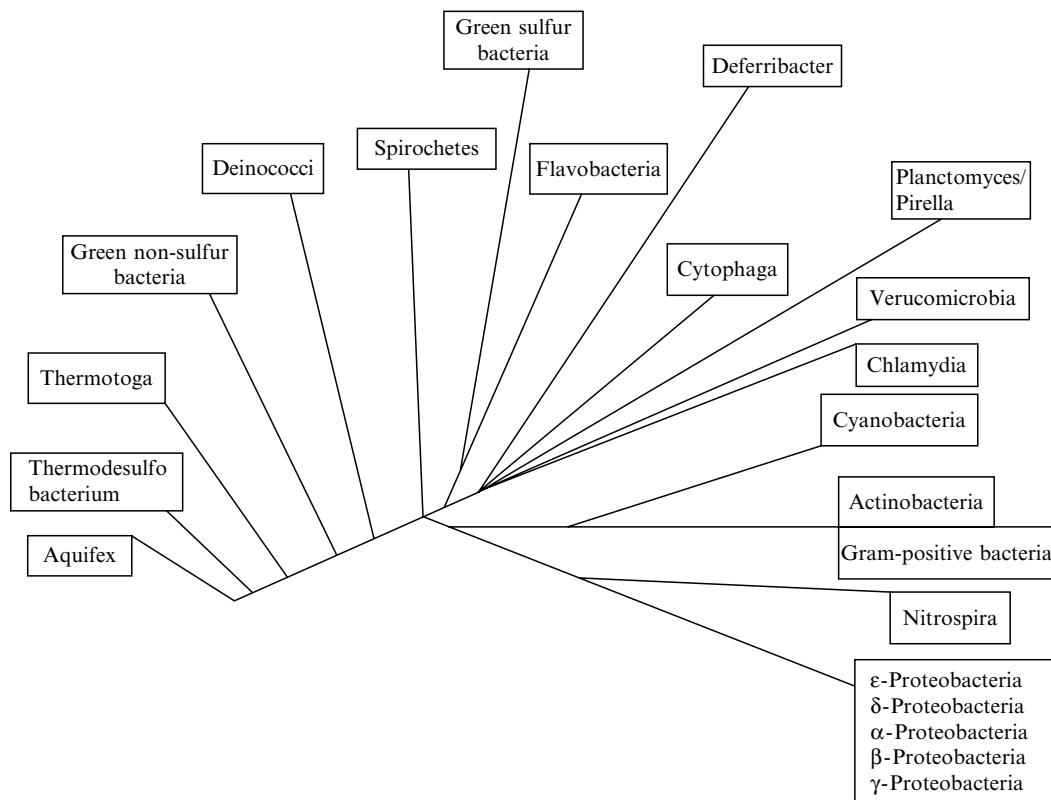 Green sulfur
bacteria
Deferribacter
Spirochetes
Deinococci
Flavobacteria
Planctomyces/
Pirella
Green non-sulfur
bacteria
Cytophaga
Verucomicrobia
Thermotoga
Chlamydia
Cyanobacteria
Thermodesulfo
bacterium
Actinobacteria
Aquifex
Gram-positive bacteria
Nitrospira
ε-Proteobacteria
δ-Proteobacteria
α-Proteobacteria
β-Proteobacteria
γ-Proteobacteria